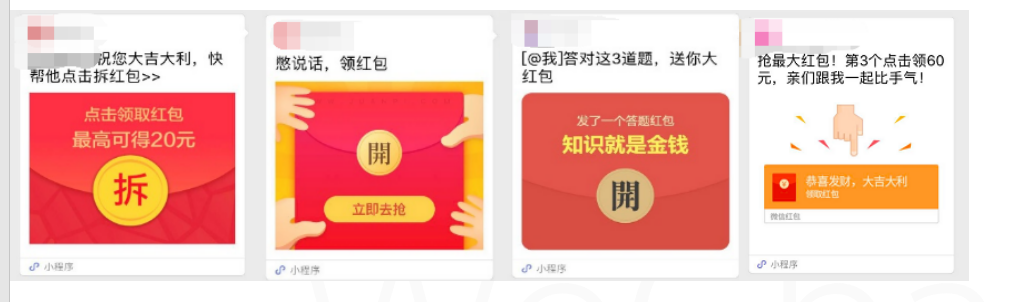 祝您大吉大利，快
帮他点击拆红包>>
点击领取红包
最高可得20元
拆
小程序
憋说话，领红包
開
立即去抢
小程序
[@我]答对这3道题，送你大
红包
发了一个答题红包
知识就是金钱
開
小程序
抢最大红包！第3个点击领60
元，亲们跟我一起比手气！
恭喜发财，大吉大利
领取红包
微信红包
小程序